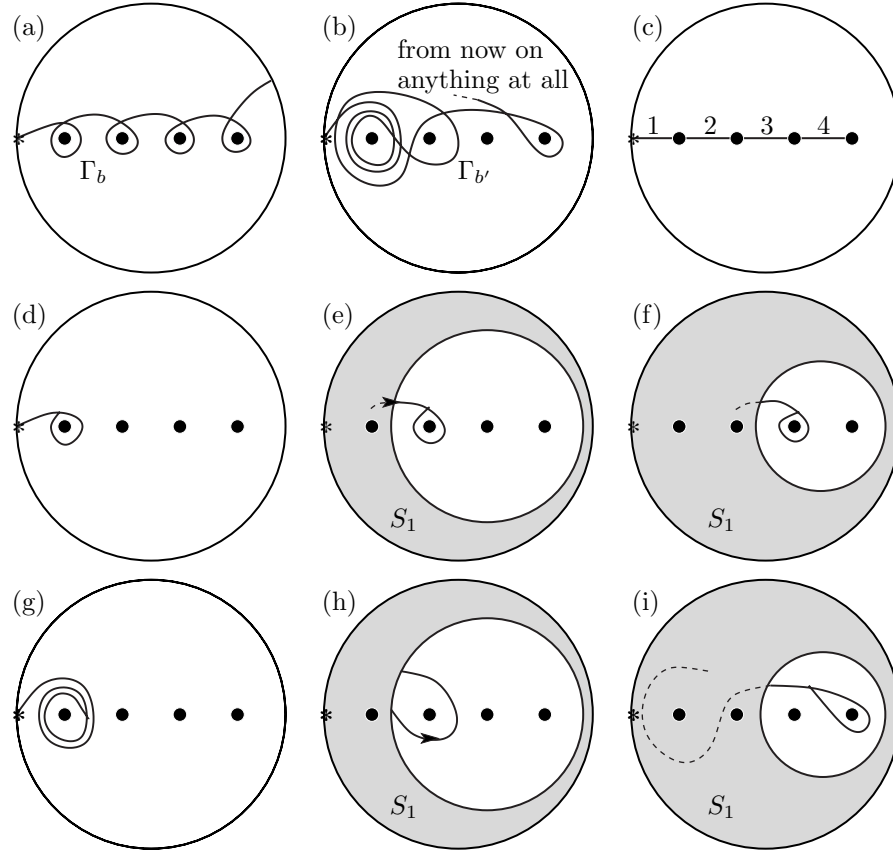 (a)
Γ_b
(b)
from now on
anything at all
Γ_{b′}
(c)
1 2 3 4
(d)
(e)
S_1
(f)
S_1
(g)
(h)
S_1
(i)
S_1